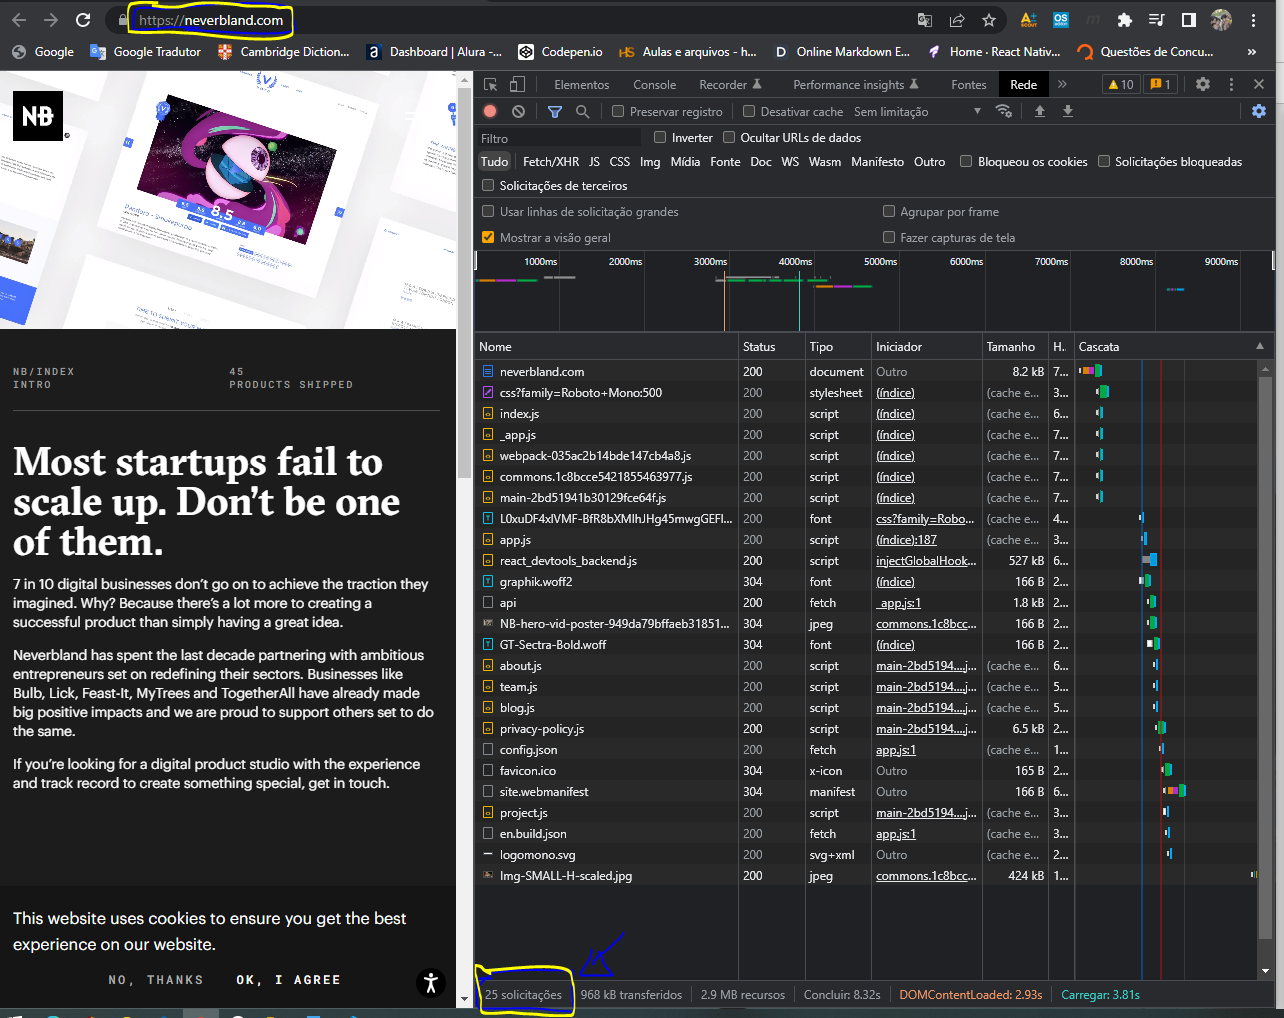 https://neverbland.com
Google
Google Tradutor
Cambridge Diction...
Dashboard | Alura -...
Codepen.io
Aulas e arquivos - h...
Online Markdown E...
Home · React Nativ...
Questões de Concu...
»
NB
8.5
NB/INDEX
INTRO
45
PRODUCTS SHIPPED
Most startups fail to
scale up. Don't be one
of them.
7 in 10 digital businesses don't go on to achieve the traction they
imagined. Why? Because there's a lot more to creating a
successful product than simply having a great idea.
Neverbland has spent the last decade partnering with ambitious
entrepreneurs set on redefining their sectors. Businesses like
Bulb, Lick, Feast-It, MyTrees and TogetherAll have already made
big positive impacts and we are proud to support others set to do
the same.
If you're looking for a digital product studio with the experience
and track record to create something special, get in touch.
This website uses cookies to ensure you get the best
experience on our website.
NO, THANKS OK, I AGREE
Elementos Console Recorder Performance insights Fontes Rede » 10 1
Preservar registro Desativar cache Sem limitação
Filtro Inverter Ocultar URLs de dados
Tudo Fetch/XHR JS CSS Img Mídia Fonte Doc WS Wasm Manifesto Outro Bloqueou os cookies Solicitações bloqueadas
Solicitações de terceiros
Usar linhas de solicitação grandes Agrupar por frame
Mostrar a visão geral Fazer capturas de tela
1000ms 2000ms 3000ms 4000ms 5000ms 6000ms 7000ms 8000ms 9000ms
Nome Status Tipo Iniciador Tamanho H.. Cascata
neverbland.com 200 document Outro 8.2 kB 7...
css?family=Roboto+Mono:500 200 stylesheet (índice) (cache e... 3...
index.js 200 script (índice) (cache e... 6...
_app.js 200 script (índice) (cache e... 7...
webpack-035ac2b14bde147cb4a8.js 200 script (índice) (cache e... 7...
commons.1c8bcce5421855463977.js 200 script (índice) (cache e... 7...
main-2bd51941b30129fce64f.js 200 script (índice) (cache e... 7...
L0xuDF4xlVMF-BfR8bXMIhJHg45mwgGEFl... 200 font css?family=Robo... (cache e... 4...
app.js 200 script (índice):187 (cache e... 3...
react_devtools_backend.js 200 script injectGlobalHook... 527 kB 6...
graphik.woff2 304 font (índice) 166 B 2...
api 200 fetch _app.js:1 1.8 kB 2...
NB-hero-vid-poster-949da79bffaeb31851... 304 jpeg commons.1c8bcc... 166 B 2...
GT-Sectra-Bold.woff 304 font (índice) 166 B 2...
about.js 200 script main-2bd5194....j... (cache e... 6...
team.js 200 script main-2bd5194....j... (cache e... 5...
blog.js 200 script main-2bd5194....j... (cache e... 5...
privacy-policy.js 200 script main-2bd5194....j... 6.5 kB 2...
config.json 200 fetch app.js:1 (cache e... 1...
favicon.ico 304 x-icon Outro 165 B 2...
site.webmanifest 304 manifest Outro 166 B 6...
project.js 200 script main-2bd5194....j... (cache e... 3...
en.build.json 200 fetch app.js:1 (cache e... 3...
logomono.svg 200 svg+xml Outro (cache e... 2...
Img-SMALL-H-scaled.jpg 200 jpeg commons.1c8bcc... 424 kB 1...
25 solicitações 968 kB transferidos 2.9 MB recursos Concluir: 8.32s DOMContentLoaded: 2.93s Carregar: 3.81s